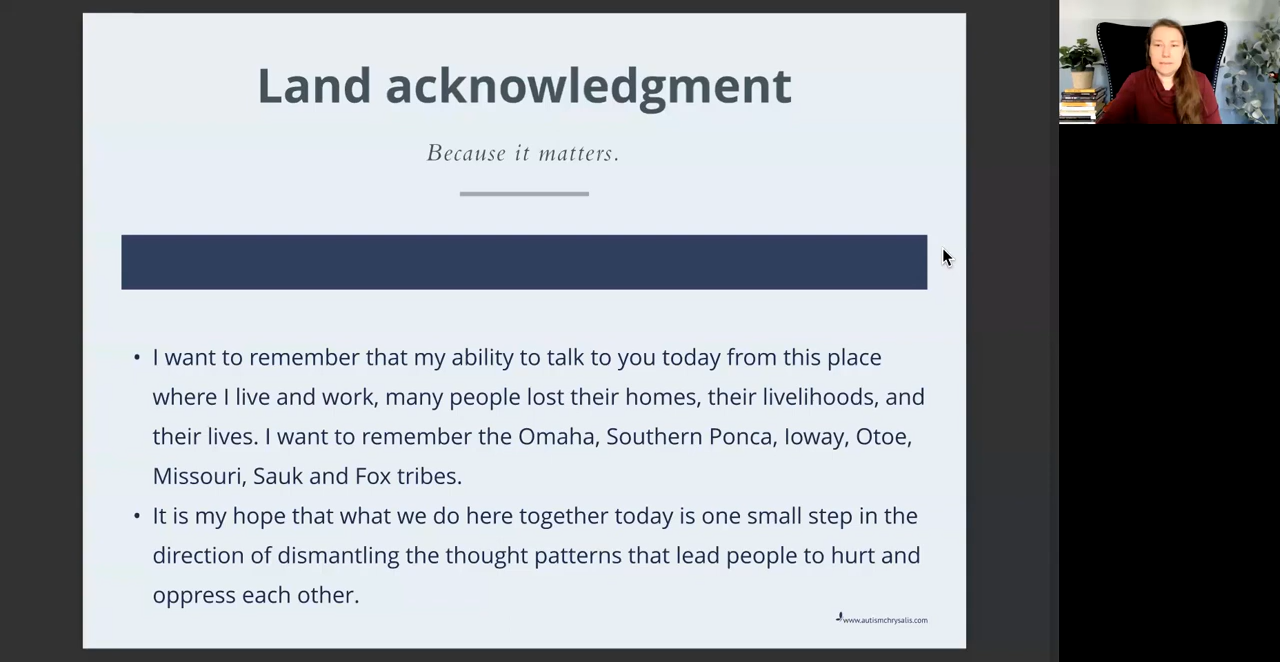 Land acknowledgment
Because it matters.
• I want to remember that my ability to talk to you today from this place
where I live and work, many people lost their homes, their livelihoods, and
their lives. I want to remember the Omaha, Southern Ponca, Ioway, Otoe,
Missouri, Sauk and Fox tribes.
• It is my hope that what we do here together today is one small step in the
direction of dismantling the thought patterns that lead people to hurt and
oppress each other.
www.autismchrysalis.com